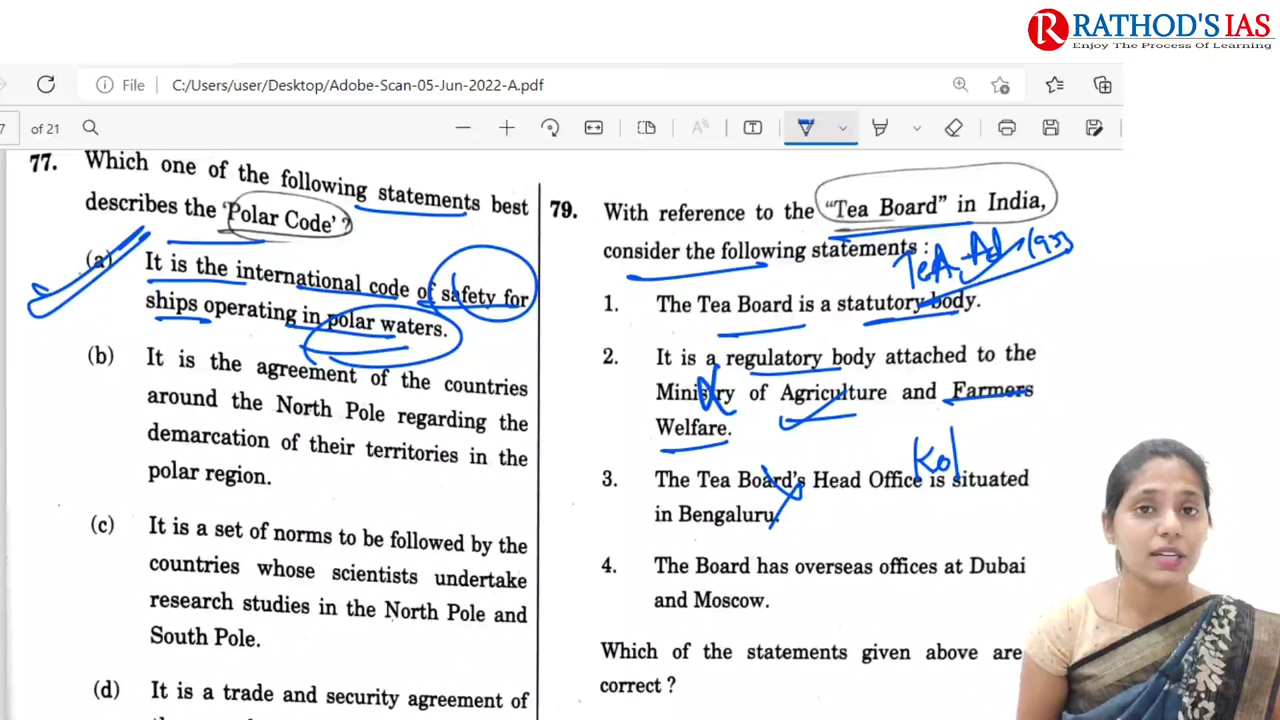 RATHOD'S IAS
Enjoy The Process Of Learning
File C:/Users/user/Desktop/Adobe-Scan-05-Jun-2022-A.pdf
7 of 21
77. Which one of the following statements best
describes the 'Polar Code' ?
(a) It is the international code of safety for
ships operating in polar waters.
(b) It is the agreement of the countries
around the North Pole regarding the
demarcation of their territories in the
polar region.
(c) It is a set of norms to be followed by the
countries whose scientists undertake
research studies in the North Pole and
South Pole.
(d) It is a trade and security agreement of
79. With reference to the "Tea Board" in India,
consider the following statements :
1. The Tea Board is a statutory body.
2. It is a regulatory body attached to the
Ministry of Agriculture and Farmers
Welfare.
Kol
3. The Tea Board's Head Office is situated
in Bengaluru.
4. The Board has overseas offices at Dubai
and Moscow.
Which of the statements given above are
correct ?